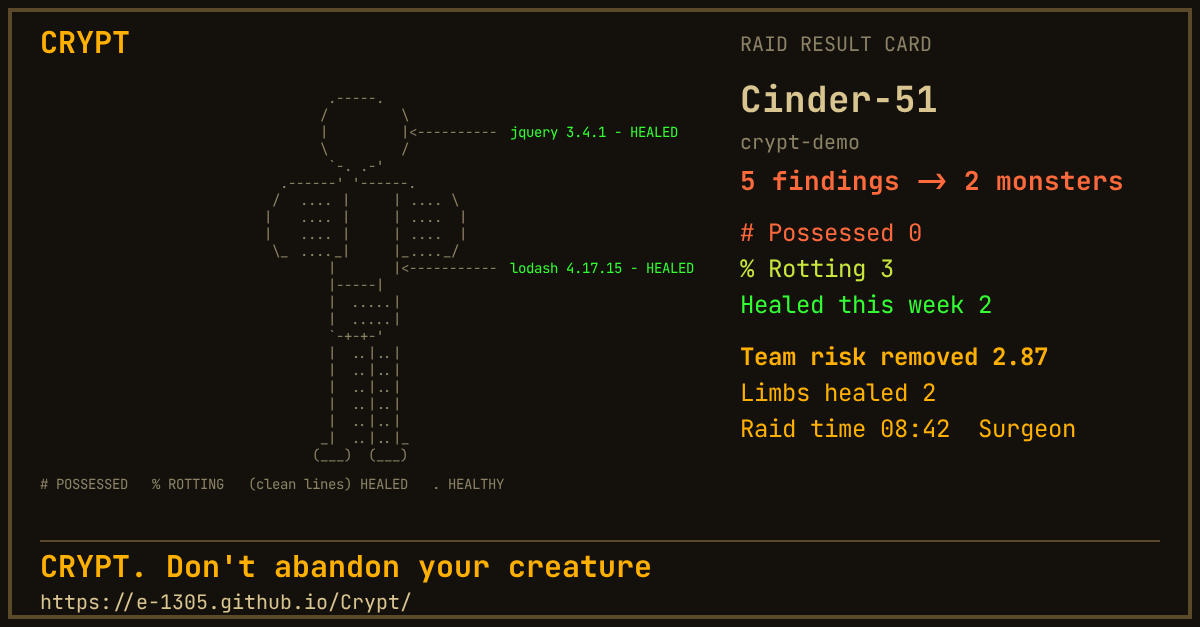 CRYPT
jquery 3.4.1 - HEALED
lodash 4.17.15 - HEALED
# POSSESSED % ROTTING (clean lines) HEALED . HEALTHY
RAID RESULT CARD
Cinder-51
crypt-demo
5 findings -> 2 monsters
# Possessed 0
% Rotting 3
Healed this week 2
Team risk removed 2.87
Limbs healed 2
Raid time 08:42 Surgeon
CRYPT. Don't abandon your creature
https://e-1305.github.io/Crypt/